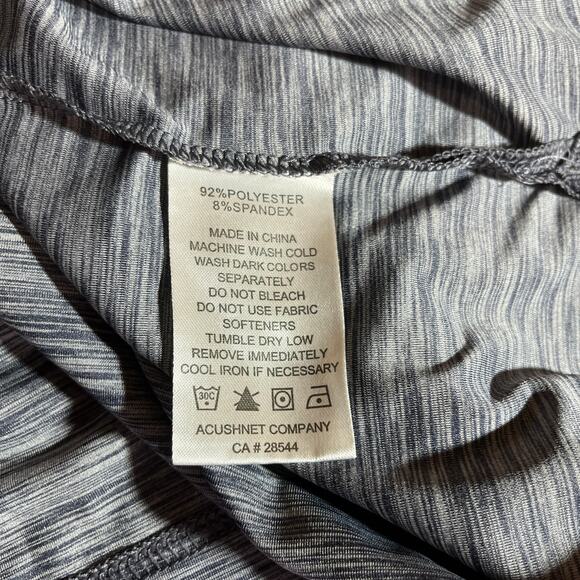 92%POLYESTER
8%SPANDEX
MADE IN CHINA
MACHINE WASH COLD
WASH DARK COLORS
SEPARATELY
DO NOT BLEACH
DO NOT USE FABRIC
SOFTENERS
TUMBLE DRY LOW
REMOVE IMMEDIATELY
COOL IRON IF NECESSARY
30C
ACUSHNET COMPANY
CA # 28544